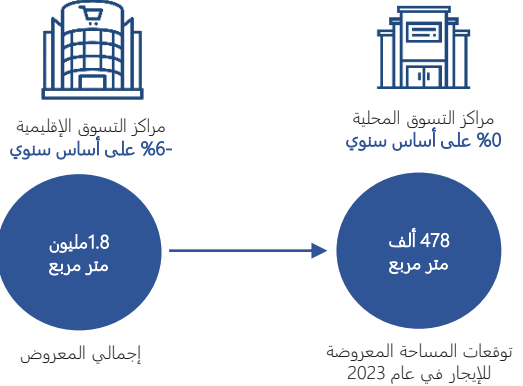 مراكز التسوق المحلية
0% على أساس سنوي
مراكز التسوق الإقليمية
-6% على أساس سنوي
478 ألف
متر مربع
1.8مليون
متر مربع
توقعات المساحة المعروضة
للإيجار في عام 2023
إجمالي المعروض